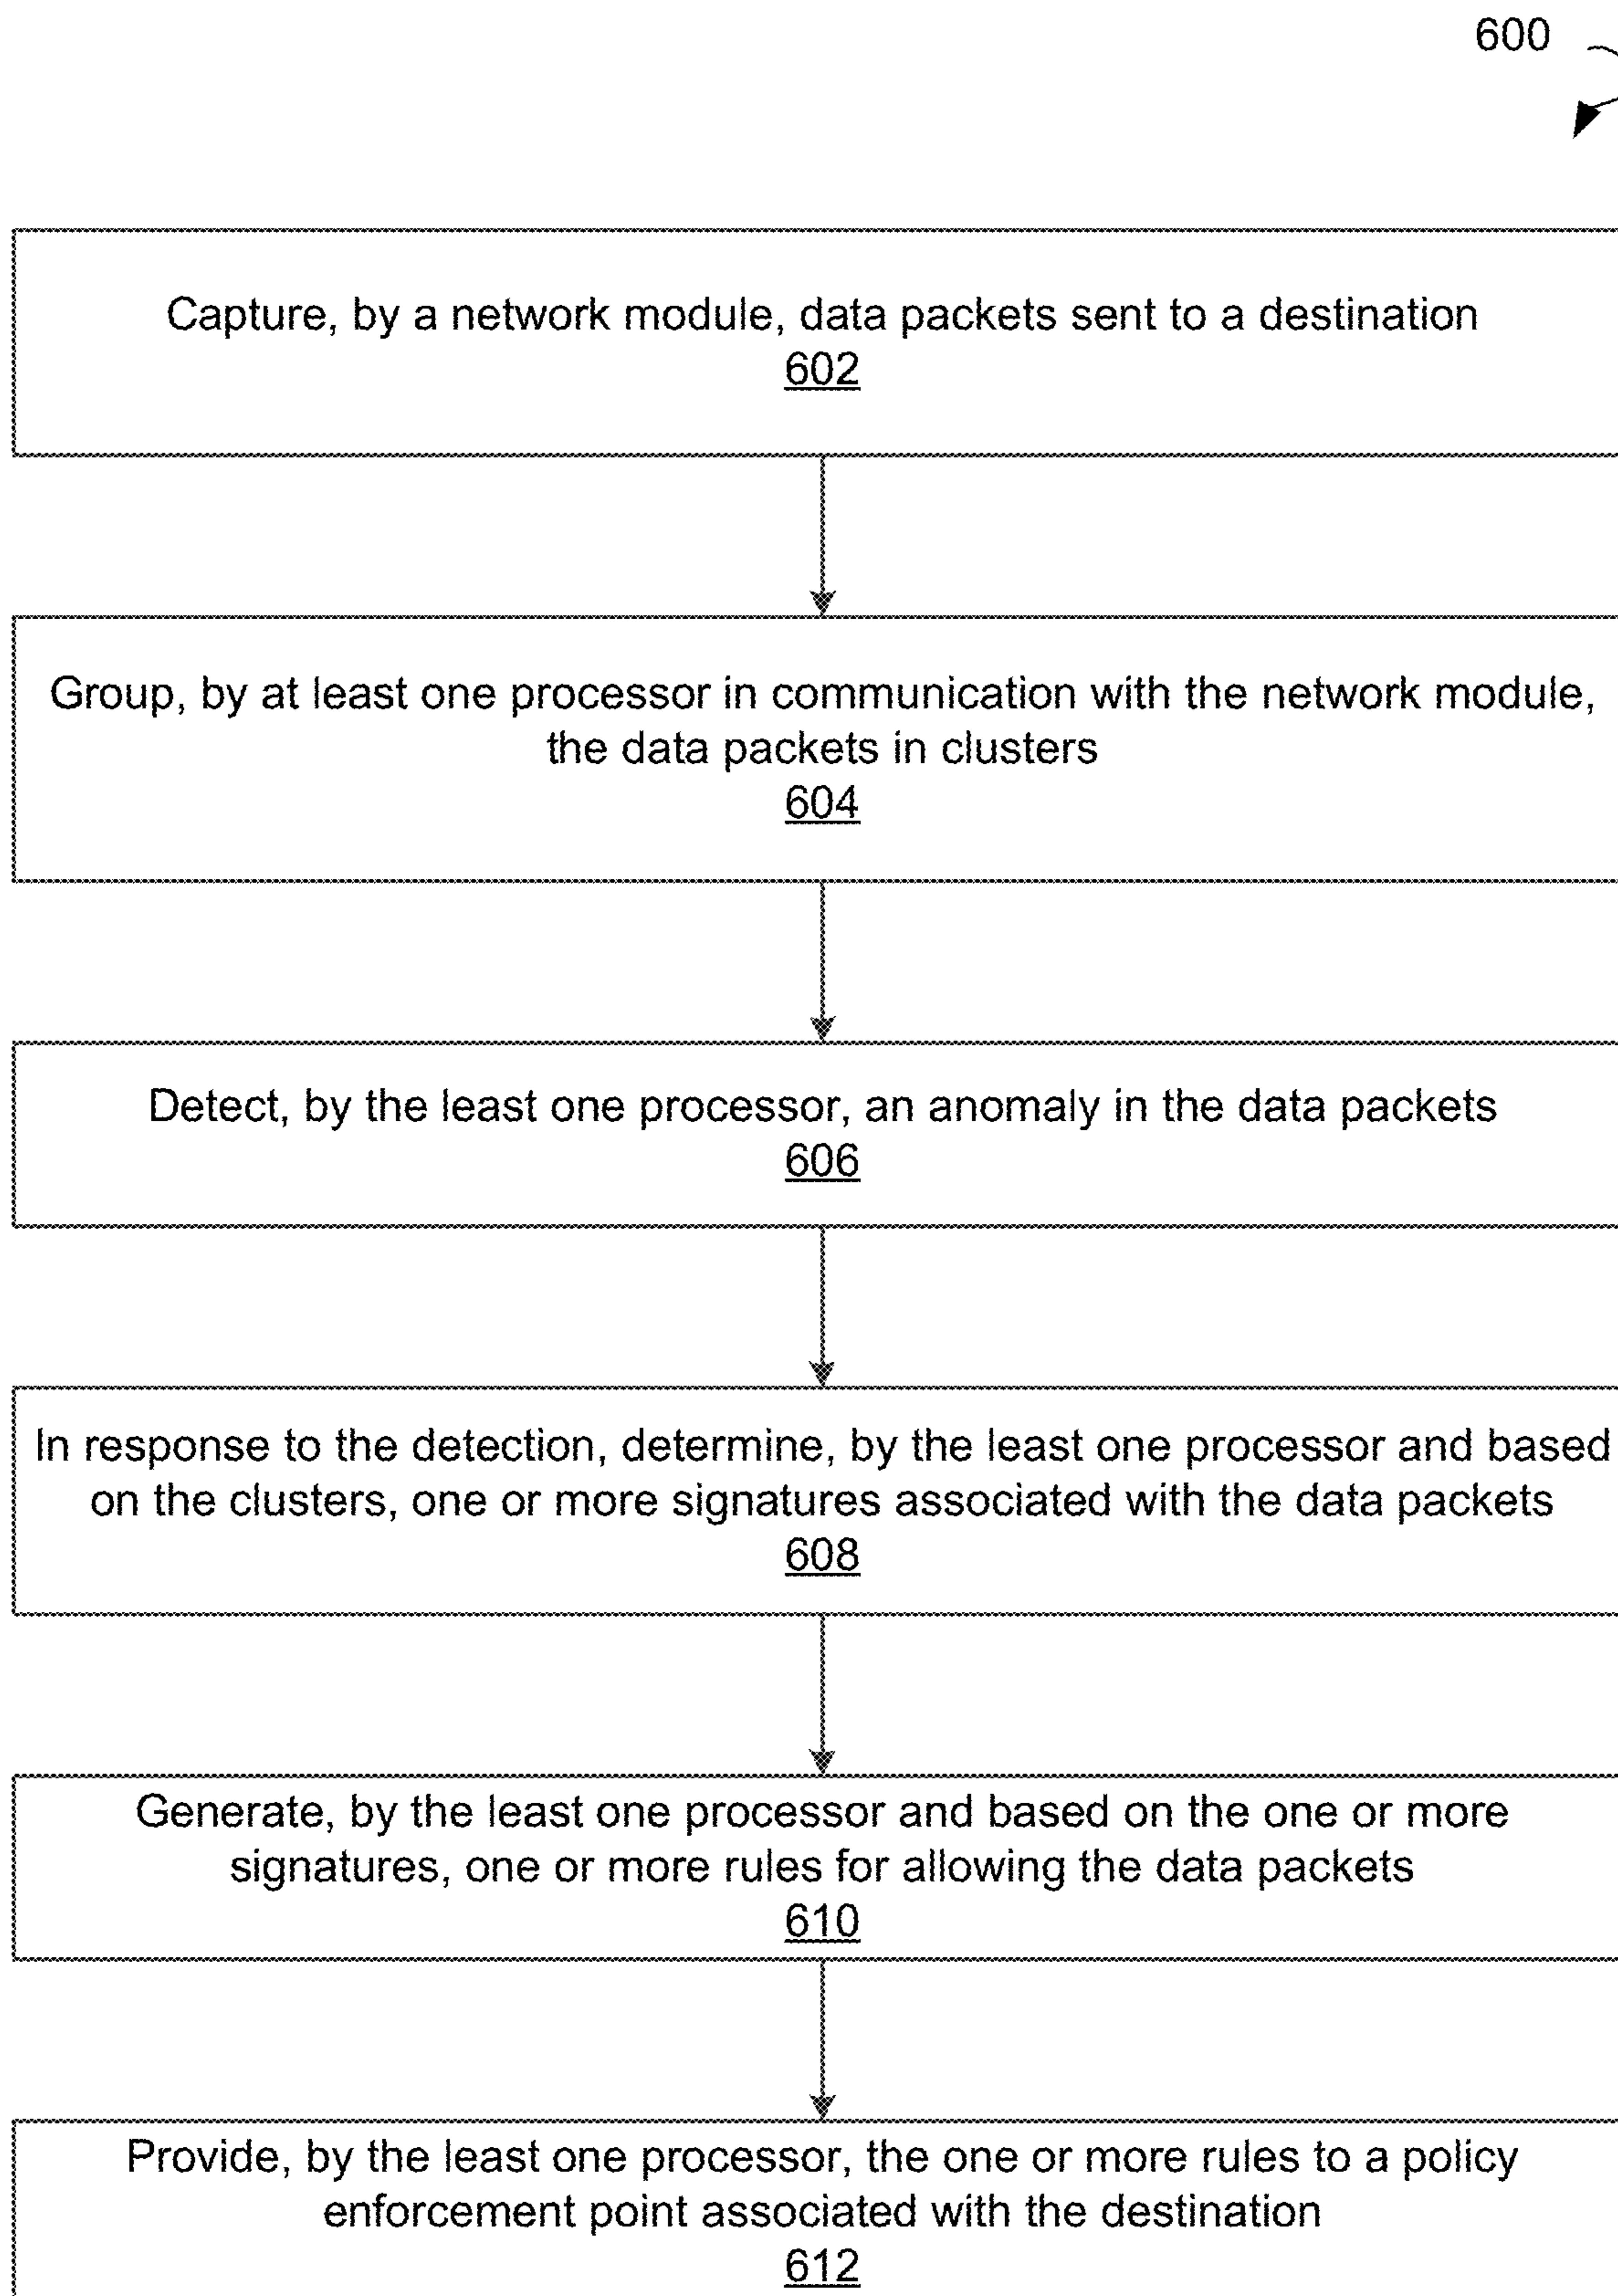 600
Capture, by a network module, data packets sent to a destination
602
Group, by at least one processor in communication with the network module,
the data packets in clusters
604
Detect, by the least one processor, an anomaly in the data packets
606
In response to the detection, determine, by the least one processor and based
on the clusters, one or more signatures associated with the data packets
608
Generate, by the least one processor and based on the one or more
signatures, one or more rules for allowing the data packets
610
Provide, by the least one processor, the one or more rules to a policy
enforcement point associated with the destination
612